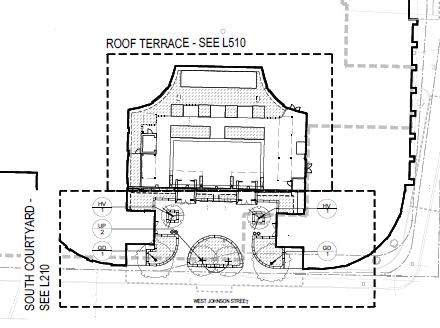 ROOF TERRACE - SEE L510
SOUTH COURTYARD -
SEE L210
HV
1
UP
2
GD
1
HV
1
GD
1
WEST JOHNSON STREET